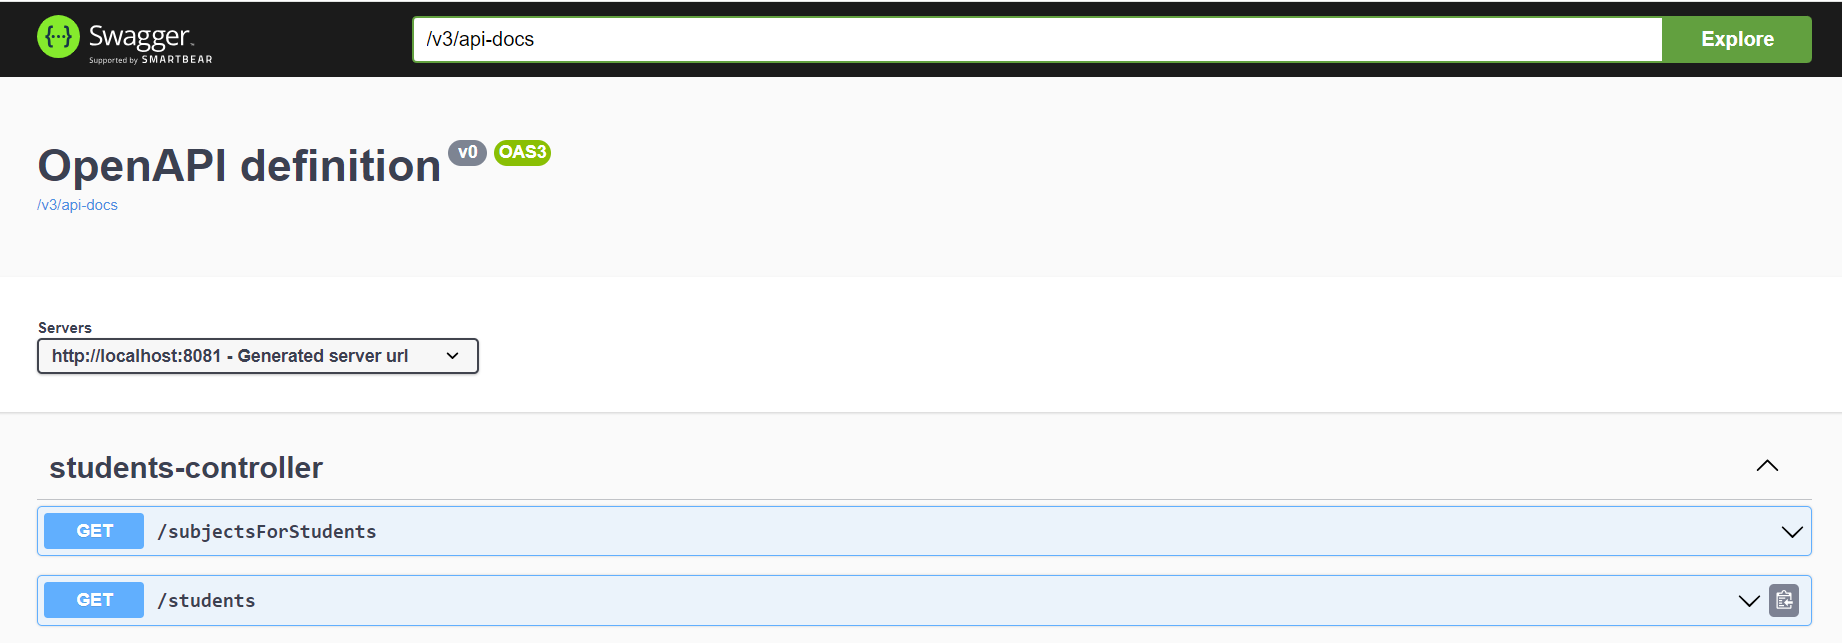 Swagger
Supported by SMARTBEAR
/v3/api-docs
Explore
OpenAPI definition v0 OAS3
/v3/api-docs
Servers
http://localhost:8081 - Generated server url
students-controller
GET /subjectsForStudents
GET /students